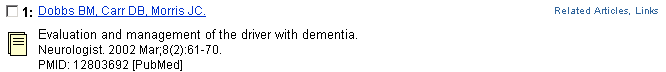 1: Dobbs BM, Carr DB, Morris JC. Related Articles, Links
Evaluation and management of the driver with dementia.
Neurologist. 2002 Mar;8(2):61-70.
PMID: 12803692 [PubMed]